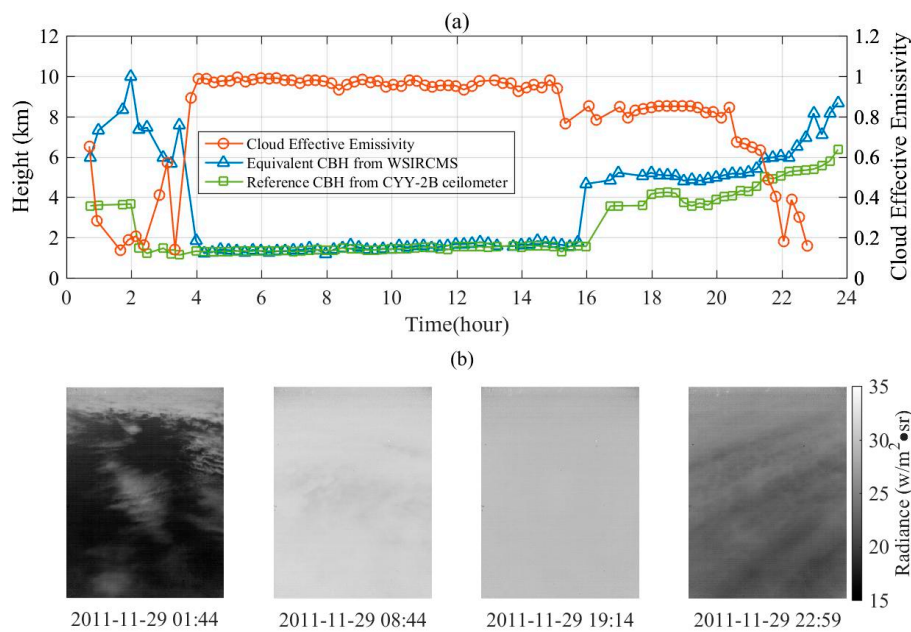 (a)
12 10 8 6 4 2 0
Height (km)
1.2 1 0.8 0.6 0.4 0.2 0
Cloud Effective Emissivity
Cloud Effective Emissivity
Equivalent CBH from WSIRCMS
Reference CBH from CYY-2B ceilometer
0 2 4 6 8 10 12 14 16 18 20 22 24
Time(hour)
(b)
35 30 25 20 15
Radiance (w/m²●sr)
2011-11-29 01:44 2011-11-29 08:44 2011-11-29 19:14 2011-11-29 22:59